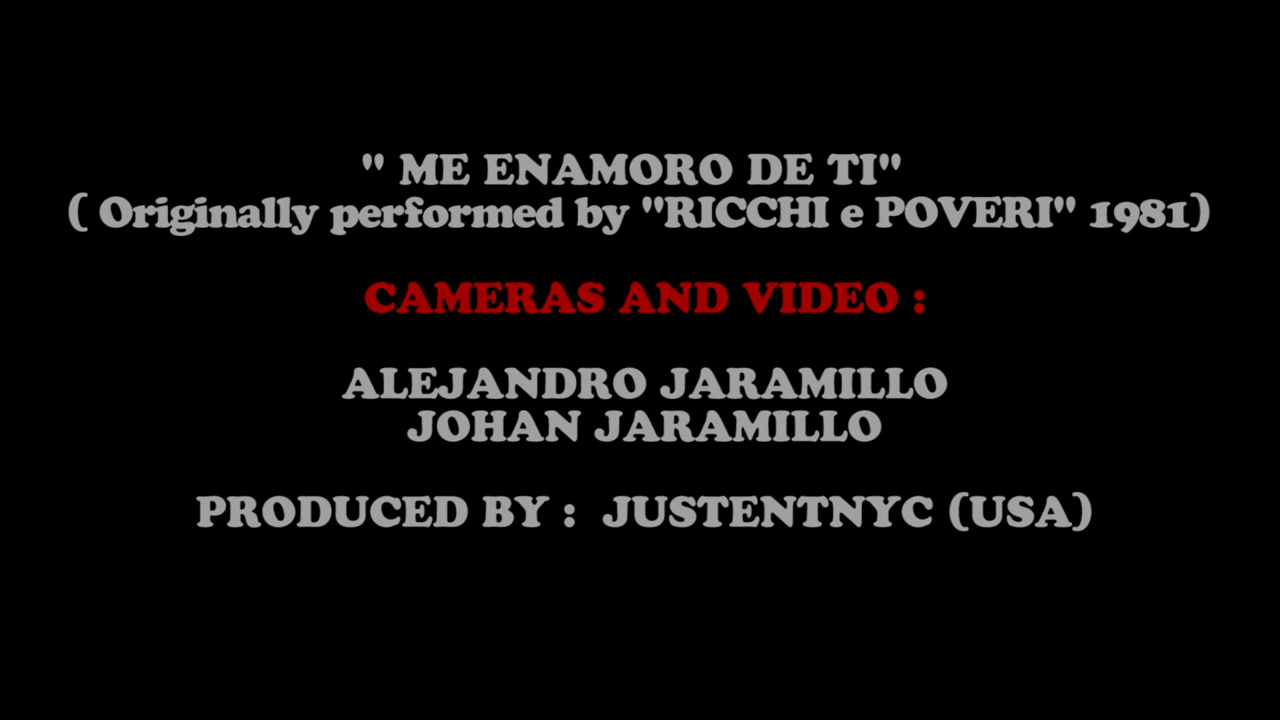 " ME ENAMORO DE TI"
( Originally performed by "RICCHI e POVERI" 1981)
CAMERAS AND VIDEO :
ALEJANDRO JARAMILLO
JOHAN JARAMILLO
PRODUCED BY : JUSTENTNYC (USA)